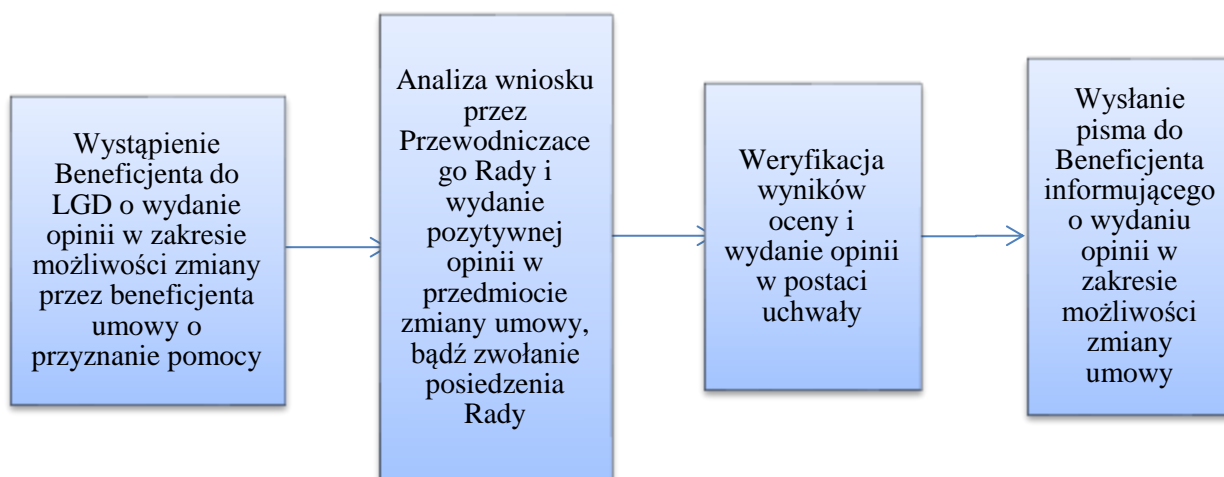 Wystąpienie
Beneficjenta do
LGD o wydanie
opinii w zakresie
możliwości zmiany
przez beneficjenta
umowy o
przyznanie pomocy
Analiza wniosku
przez
Przewodniczace
go Rady i
wydanie
pozytywnej
opinii w
przedmiocie
zmiany umowy,
bądź zwołanie
posiedzenia
Rady
Weryfikacja
wyników
oceny i
wydanie opinii
w postaci
uchwały
Wysłanie
pisma do
Beneficjenta
informującego
o wydaniu
opinii w
zakresie
możliwości
zmiany
umowy